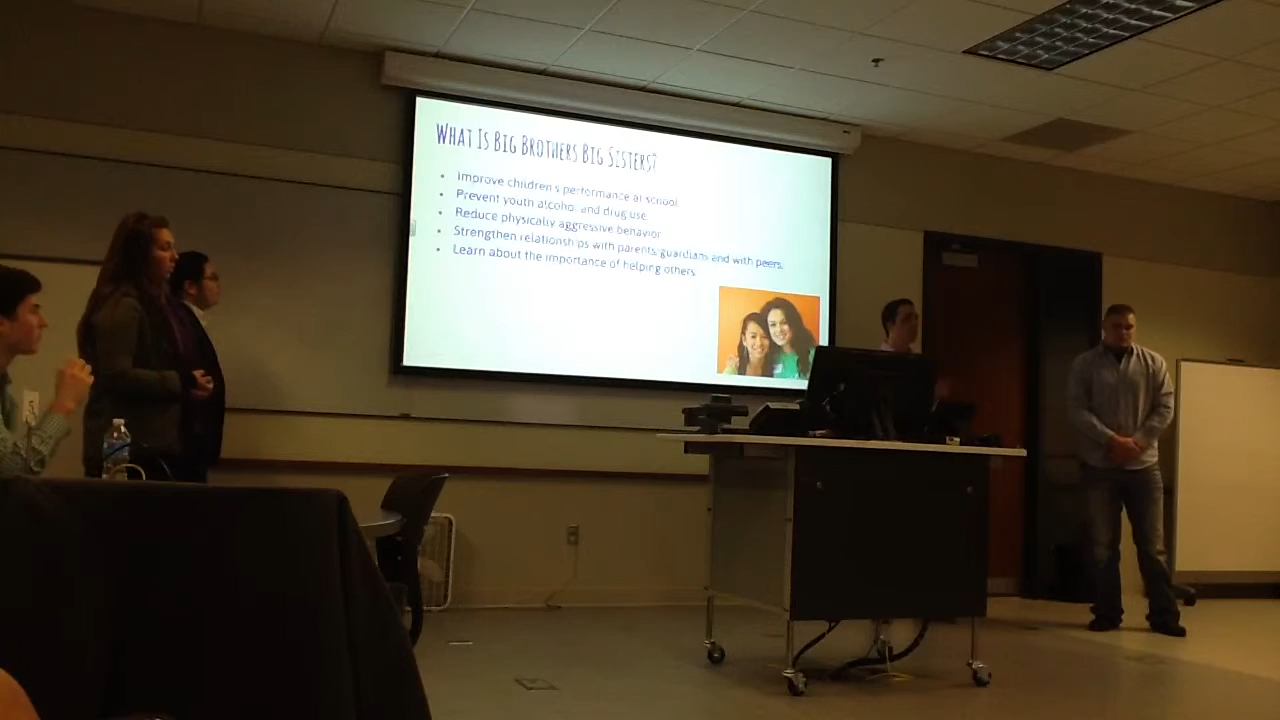 WHAT IS BIG BROTHERS BIG SISTERS?
• Improve children's performance at school
• Prevent youth alcohol and drug use
• Reduce physically aggressive behavior
• Strengthen relationships with parents, guardians and with peers.
• Learn about the importance of helping others